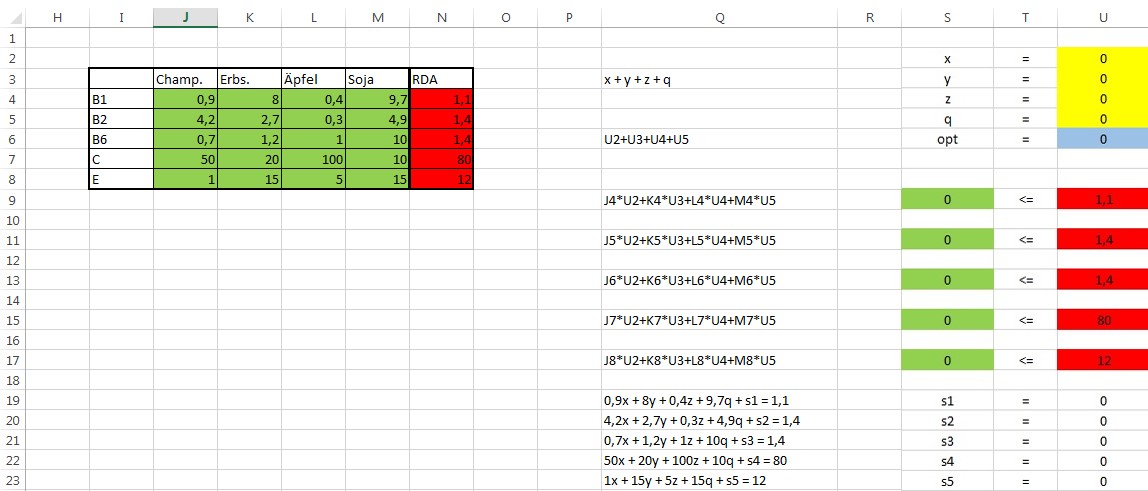 H I J K L M N O P Q R S T U
1
2 x = 0
3 Champ. Erbs. Äpfel Soja RDA x + y + z + q y = 0
4 B1 0,9 8 0,4 9,7 1,1 z = 0
5 B2 4,2 2,7 0,3 4,9 1,4 q = 0
6 B6 0,7 1,2 1 10 1,4 U2+U3+U4+U5 opt = 0
7 C 50 20 100 10 80
8 E 1 15 5 15 12
9 J4*U2+K4*U3+L4*U4+M4*U5 0 <= 1,1
10
11 J5*U2+K5*U3+L5*U4+M5*U5 0 <= 1,4
12
13 J6*U2+K6*U3+L6*U4+M6*U5 0 <= 1,4
14
15 J7*U2+K7*U3+L7*U4+M7*U5 0 <= 80
16
17 J8*U2+K8*U3+L8*U4+M8*U5 0 <= 12
18
19 0,9x + 8y + 0,4z + 9,7q + s1 = 1,1 s1 = 0
20 4,2x + 2,7y + 0,3z + 4,9q + s2 = 1,4 s2 = 0
21 0,7x + 1,2y + 1z + 10q + s3 = 1,4 s3 = 0
22 50x + 20y + 100z + 10q + s4 = 80 s4 = 0
23 1x + 15y + 5z + 15q + s5 = 12 s5 = 0